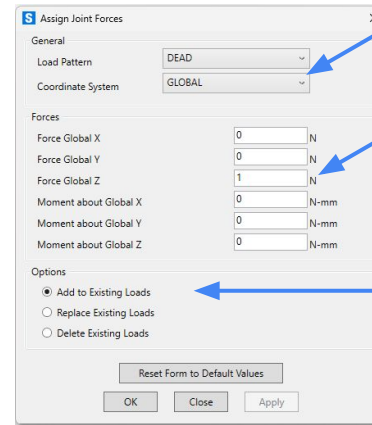 S Assign Joint Forces
General
Load Pattern DEAD
Coordinate System GLOBAL
Forces
Force Global X 0 N
Force Global Y 0 N
Force Global Z 1 N
Moment about Global X 0 N-mm
Moment about Global Y 0 N-mm
Moment about Global Z 0 N-mm
Options
Add to Existing Loads
Replace Existing Loads
Delete Existing Loads
Reset Form to Default Values
OK Close Apply